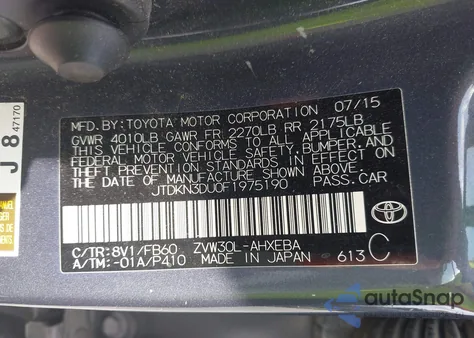 MFD. BY: TOYOTA MOTOR CORPORATION 07/15
GVWR 4010LB GAWR FR 2270LB RR 2175LB
THIS VEHICLE CONFORMS TO ALL APPLICABLE
FEDERAL MOTOR VEHICLE SAFETY, BUMPER, AND
THEFT PREVENTION STANDARDS IN EFFECT ON
THE DATE OF MANUFACTURE SHOWN ABOVE.
JTDKN3DU0F1975190 PASS. CAR
C/TR: 8V1/FB60 ZVW30L-AHXEBA
A/TM: -01A/P410 MADE IN JAPAN 613 C
J 8
47170
autoSnap